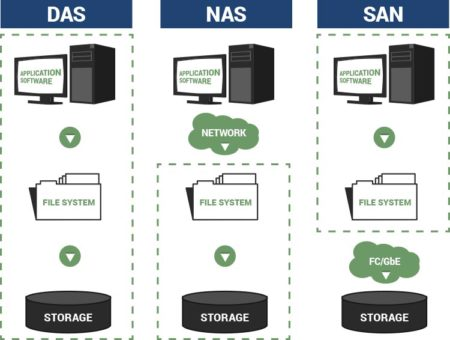 DAS
NAS
SAN
APPLICATION
SOFTWARE
APPLICATION
SOFTWARE
APPLICATION
SOFTWARE
NETWORK
FILE SYSTEM
FILE SYSTEM
FILE SYSTEM
FC/GbE
STORAGE
STORAGE
STORAGE